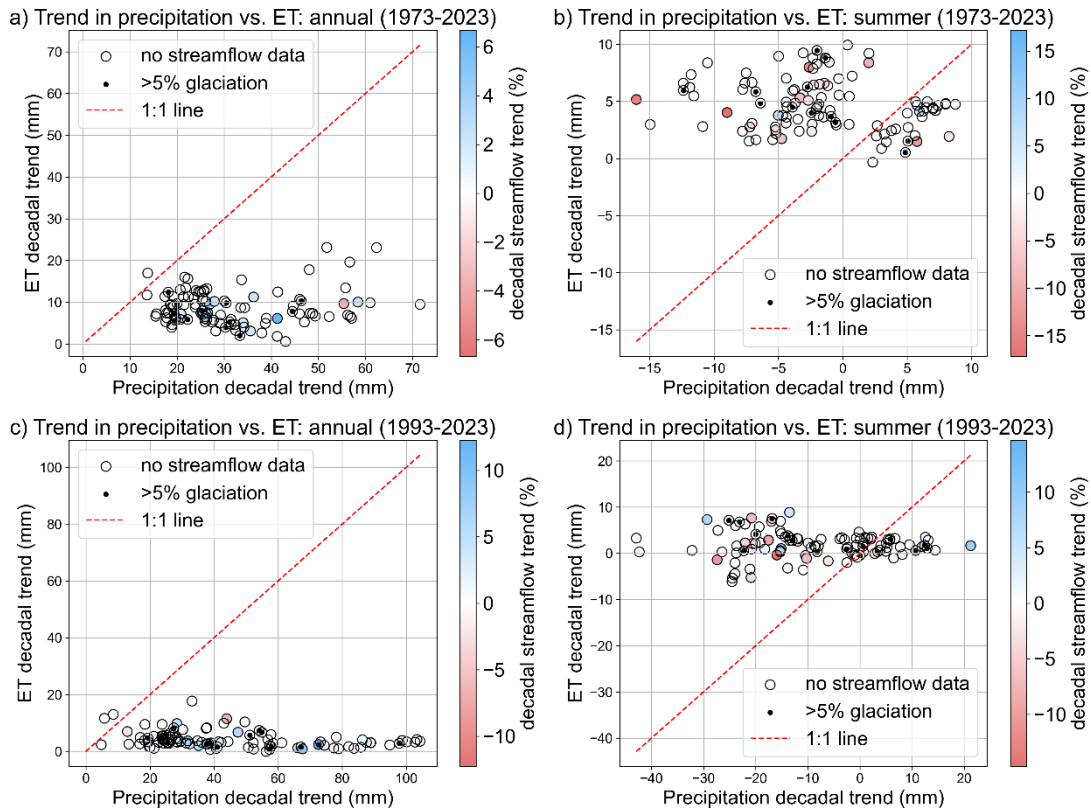 a) Trend in precipitation vs. ET: annual (1973-2023)
70
60
50
40
30
20
10
0
ET decadal trend (mm)
no streamflow data
>5% glaciation
1:1 line
0 10 20 30 40 50 60 70
Precipitation decadal trend (mm)
6
4
2
0
−2
−4
−6
decadal streamflow trend (%)
b) Trend in precipitation vs. ET: summer (1973-2023)
10
5
0
−5
−10
−15
ET decadal trend (mm)
no streamflow data
>5% glaciation
1:1 line
−15 −10 −5 0 5 10
Precipitation decadal trend (mm)
15
10
5
0
−5
−10
−15
decadal streamflow trend (%)
c) Trend in precipitation vs. ET: annual (1993-2023)
100
80
60
40
20
0
ET decadal trend (mm)
no streamflow data
>5% glaciation
1:1 line
0 20 40 60 80 100
Precipitation decadal trend (mm)
10
5
0
−5
−10
decadal streamflow trend (%)
d) Trend in precipitation vs. ET: summer (1993-2023)
20
10
0
−10
−20
−30
−40
ET decadal trend (mm)
no streamflow data
>5% glaciation
1:1 line
−40 −30 −20 −10 0 10 20
Precipitation decadal trend (mm)
10
5
0
−5
−10
decadal streamflow trend (%)